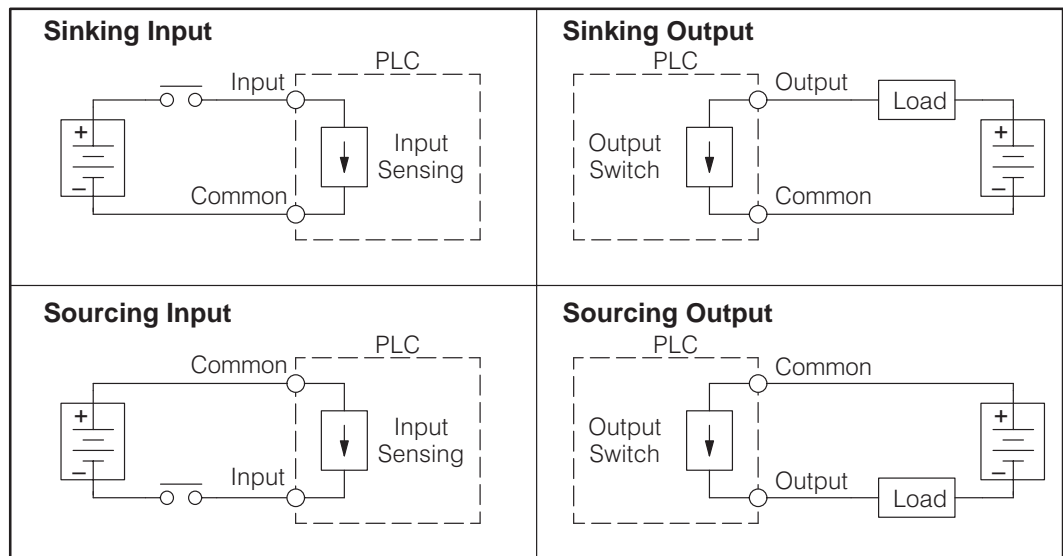 Sinking Input
PLC
Input
+
Input
Sensing
–
Common
Sinking Output
PLC
Output
Load
+
Output
Switch
–
Common
Sourcing Input
PLC
Common
+
Input
Sensing
–
Input
Sourcing Output
PLC
Common
+
Output
Switch
–
Output
Load